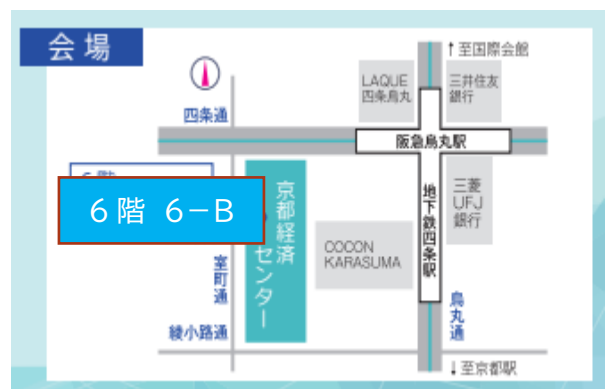 会場
↑至国際会館
LAQUE
四条烏丸
三井住友
銀行
四条通
阪急烏丸駅
6階 6-B
京都経済
センター
地下鉄四条駅
三菱
UFJ
銀行
COCON
KARASUMA
室町通
烏丸通
綾小路通
↓至京都駅